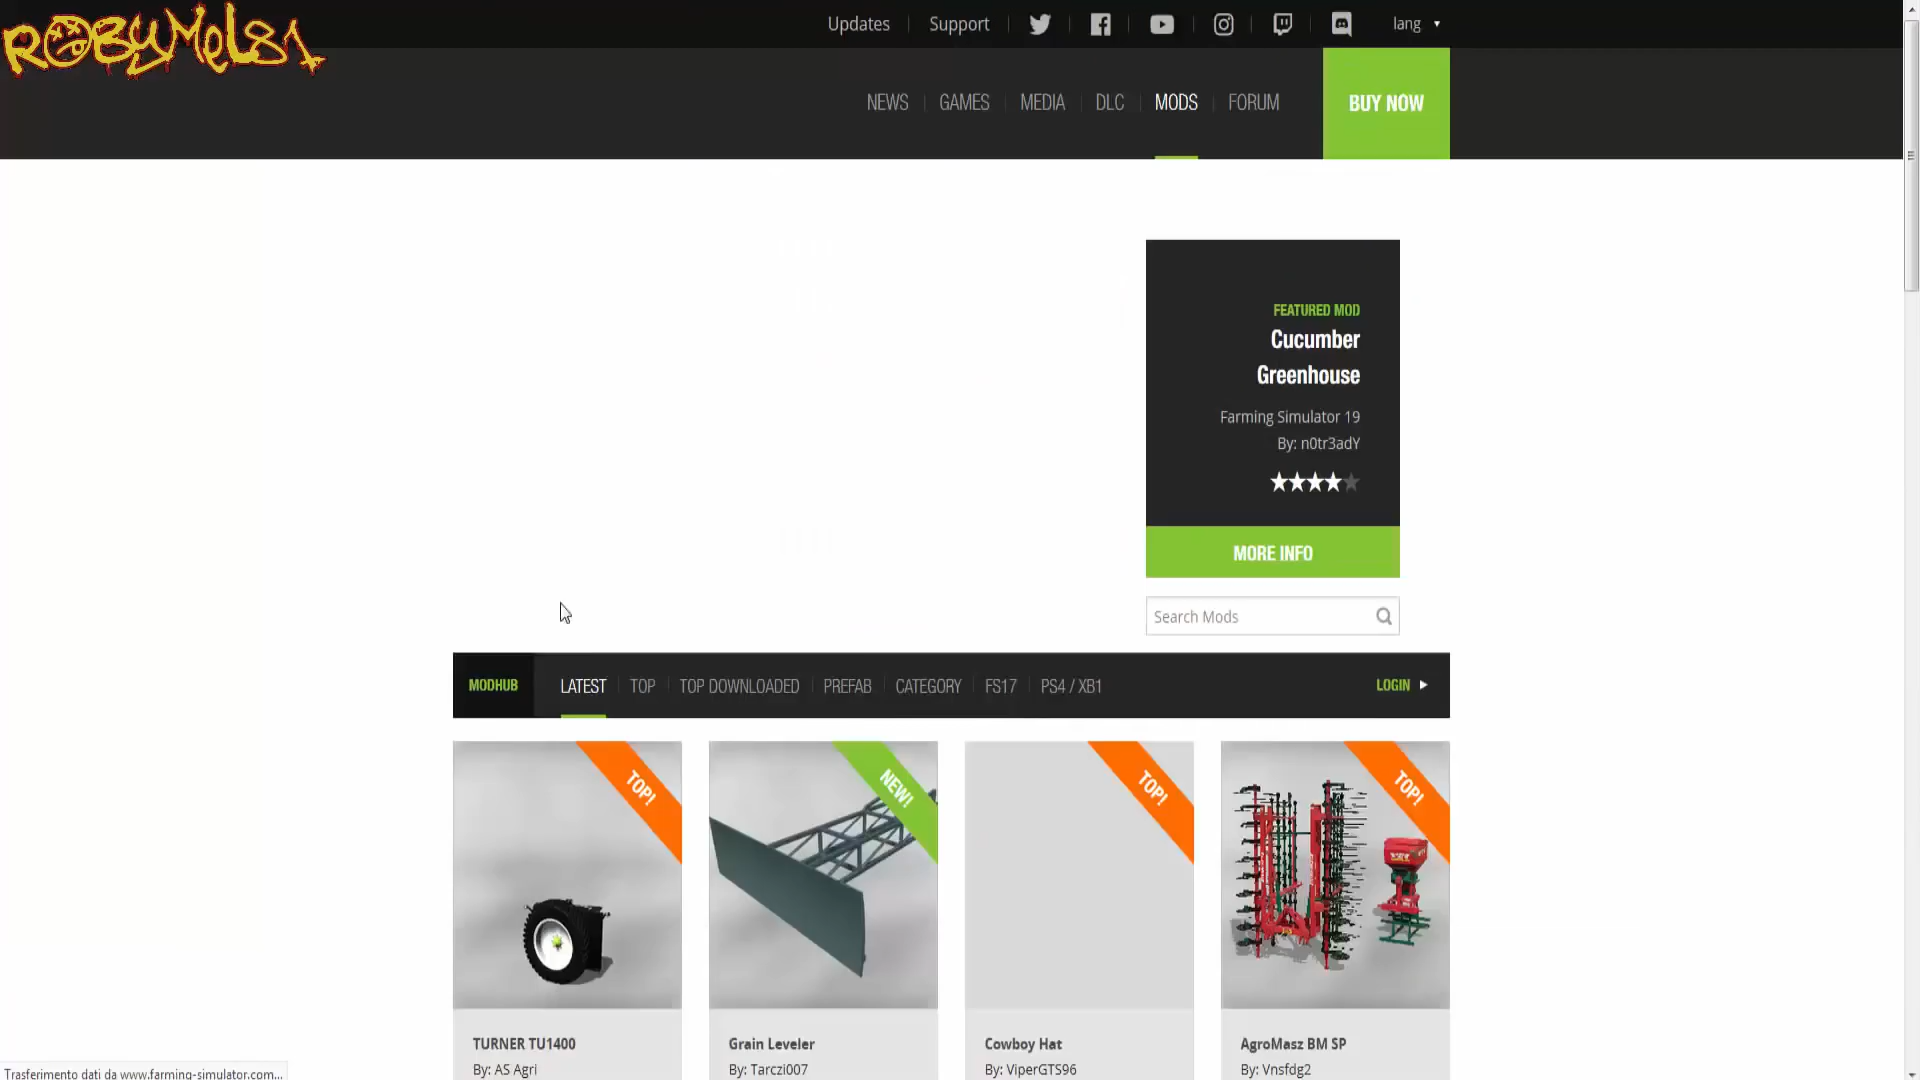 RobyMel81
Updates
Support
lang
NEWS
GAMES
MEDIA
DLC
MODS
FORUM
BUY NOW
FEATURED MOD
Cucumber
Greenhouse
Farming Simulator 19
By: n0tr3adY
MORE INFO
Search Mods
MODHUB
LATEST
TOP
TOP DOWNLOADED
PREFAB
CATEGORY
FS17
PS4 / XB1
LOGIN
TOP!
NEW!
TOP!
TOP!
TURNER TU1400
By: AS Agri
Grain Leveler
By: Tarczi007
Cowboy Hat
By: ViperGTS96
AgroMasz BM SP
By: Vnsfdg2
Trasferimento dati da www.farming-simulator.com...